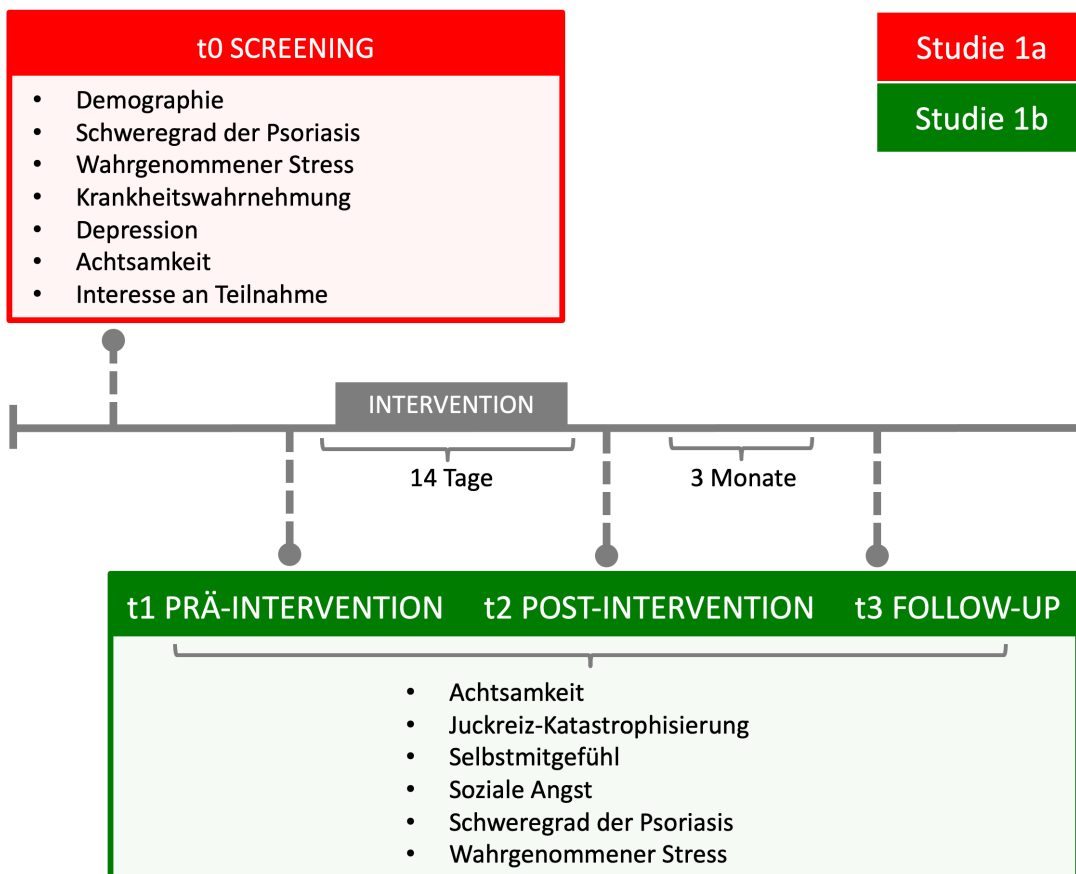 t0 SCREENING
• Demographie
• Schweregrad der Psoriasis
• Wahrgenommener Stress
• Krankheitswahrnehmung
• Depression
• Achtsamkeit
• Interesse an Teilnahme
Studie 1a
Studie 1b
INTERVENTION
14 Tage
3 Monate
t1 PRÄ-INTERVENTION
t2 POST-INTERVENTION
t3 FOLLOW-UP
• Achtsamkeit
• Juckreiz-Katastrophisierung
• Selbstmitgefühl
• Soziale Angst
• Schweregrad der Psoriasis
• Wahrgenommener Stress